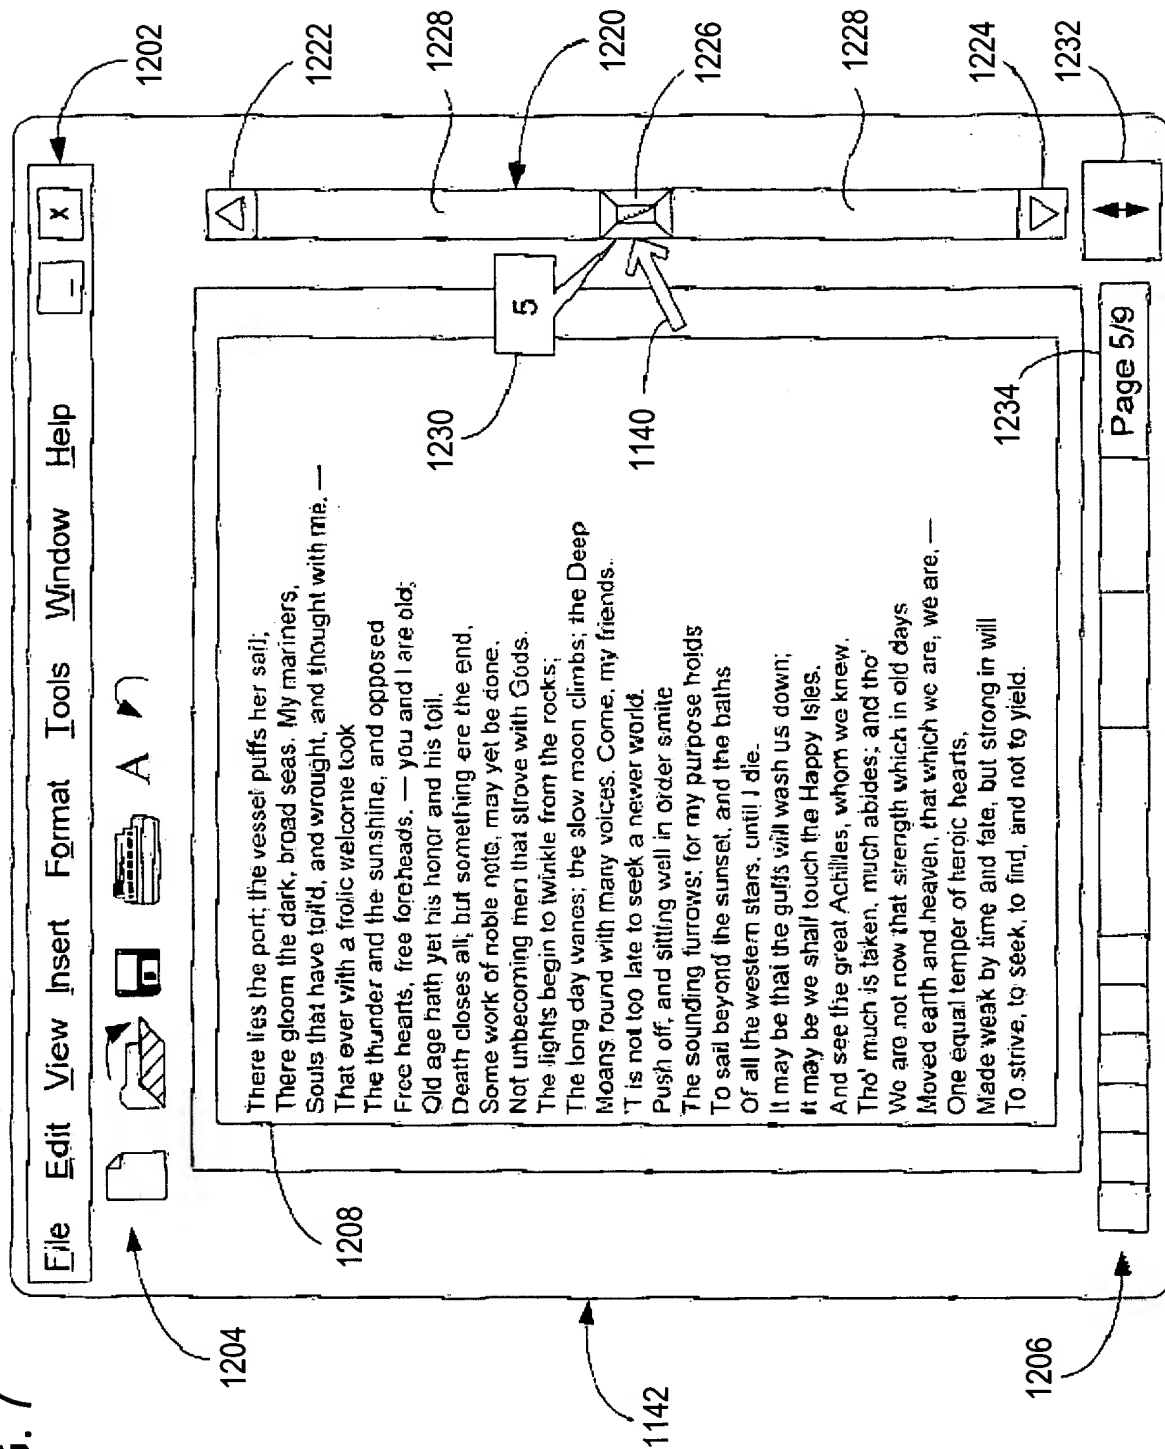 File Edit View Insert Format Tools Window Help _ X
1202
1204
A
1222
1228
1220
1226
1228
1224
1232
1208
There lies the port; the vessel puffs her sail;
There gloom the dark, broad seas. My mariners,
Souls that have toil'd, and wrought, and thought with me. —
That ever with a frolic welcome took
The thunder and the sunshine, and opposed
Free hearts, free foreheads. — you and I are old;
Old age hath yet his honor and his toil.
Death closes all; but something ere the end,
Some work of noble note, may yet be done.
Not unbecoming men that strove with Gods.
The lights begin to twinkle from the rocks;
The long day wanes; the slow moon climbs; the Deep
Moans round with many voices. Come, my friends.
'T is not too late to seek a newer world.
Push off, and sitting well in order smite
The sounding furrows; for my purpose holds
To sail beyond the sunset, and the baths
Of all the western stars, until I die.
It may be that the gulfs will wash us down;
It may be we shall touch the Happy Isles.
And see the great Achilles, whom we knew.
Tho' much is taken, much abides; and tho'
We are not now that strength which in old days
Moved earth and heaven, that which we are, we are, —
One equal temper of heroic hearts,
Made weak by time and fate, but strong in will
To strive, to seek, to find, and not to yield.
5
1230
1140
1234
Page 5/9
1206
1142